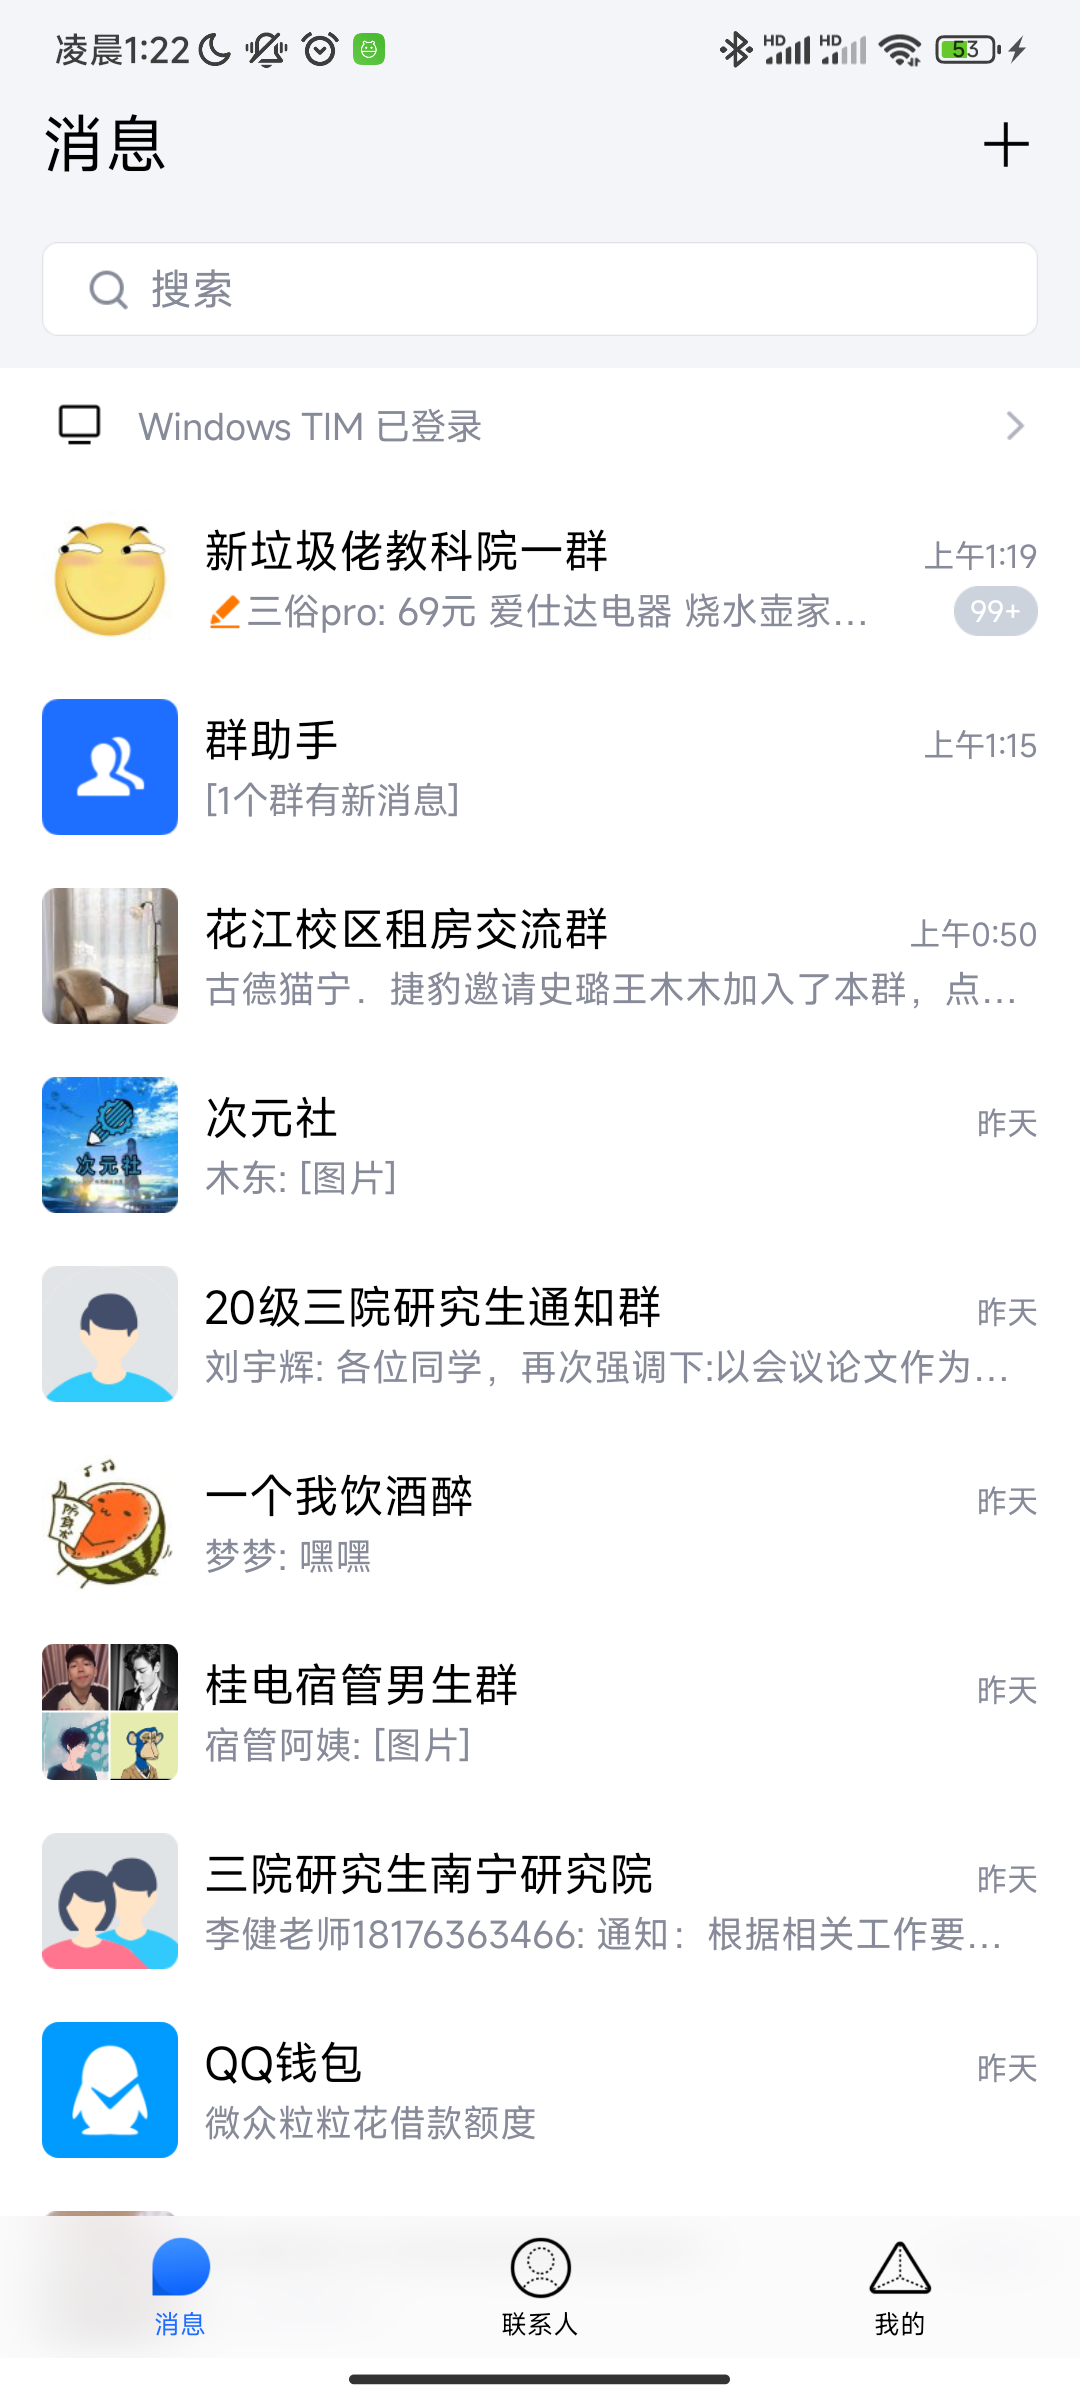 凌晨1:22
HD HD 53
消息
搜索
Windows TIM 已登录
新垃圾佬教科院一群
上午1:19
三俗pro: 69元 爱仕达电器 烧水壶家...
99+
群助手
上午1:15
[1个群有新消息]
花江校区租房交流群
上午0:50
古德猫宁．捷豹邀请史璐王木木加入了本群，点...
次元社
昨天
次元社
木东: [图片]
20级三院研究生通知群
昨天
刘宇辉: 各位同学，再次强调下:以会议论文作为...
一个我饮酒醉
昨天
防身术
梦梦: 嘿嘿
桂电宿管男生群
昨天
宿管阿姨: [图片]
三院研究生南宁研究院
昨天
李健老师18176363466: 通知：根据相关工作要...
QQ钱包
昨天
微众粒粒花借款额度
消息
联系人
我的